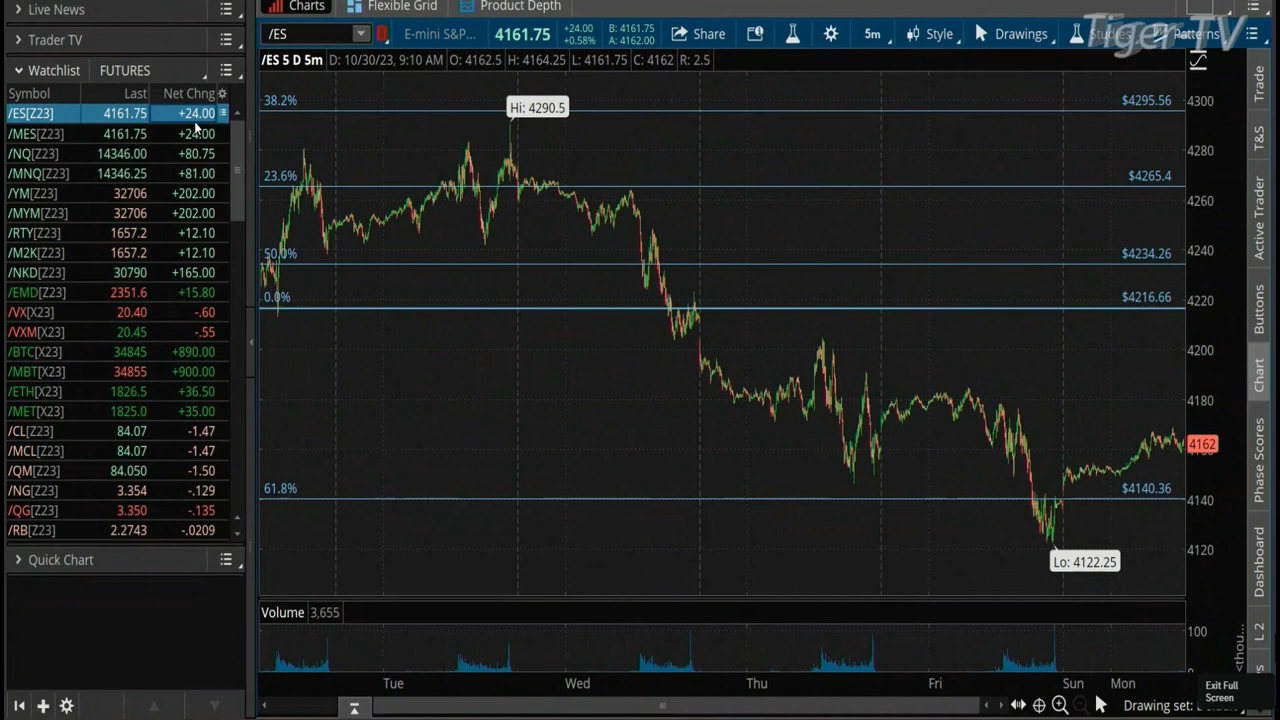 Live News
Trader TV
Watchlist FUTURES
Symbol Last Net Chng
/ES[Z23] 4161.75 +24.00
/MES[Z23] 4161.75 +24.00
/NQ[Z23] 14346.00 +80.75
/MNQ[Z23] 14346.25 +81.00
/YM[Z23] 32706 +202.00
/MYM[Z23] 32706 +202.00
/RTY[Z23] 1657.2 +12.10
/M2K[Z23] 1657.2 +12.10
/NKD[Z23] 30790 +165.00
/EMD[Z23] 2351.6 +15.80
/VX[X23] 20.40 -.60
/VXM[X23] 20.45 -.55
/BTC[X23] 34845 +890.00
/MBT[X23] 34855 +900.00
/ETH[X23] 1826.5 +36.50
/MET[X23] 1825.0 +35.00
/CL[Z23] 84.07 -1.47
/MCL[Z23] 84.07 -1.47
/QM[Z23] 84.050 -1.50
/NG[Z23] 3.354 -.129
/QG[Z23] 3.350 -.135
/RB[Z23] 2.2743 -.0209
Quick Chart
Charts Flexible Grid Product Depth
/ES E-mini S&P... 4161.75 +24.00 +0.58% B: 4161.75 A: 4162.00 Share 5m Style Drawings Studies Patterns
Tiger TV
/ES 5 D 5m D: 10/30/23, 9:10 AM O: 4162.5 H: 4164.25 L: 4161.75 C: 4162 R: 2.5
38.2% Hi: 4290.5 $4295.56
23.6% $4265.4
50.0% $4234.26
0.0% $4216.66
61.8% $4140.36
Lo: 4122.25
4300
4280
4260
4240
4220
4200
4180
4162
4160
4140
4120
Volume 3,655
100
0
<thou...
Tue Wed Thu Fri Sun Mon
Drawing set:
Exit Full
Screen
Trade
T&S
Active Trader
Buttons
Chart
Phase Scores
Dashboard
L 2